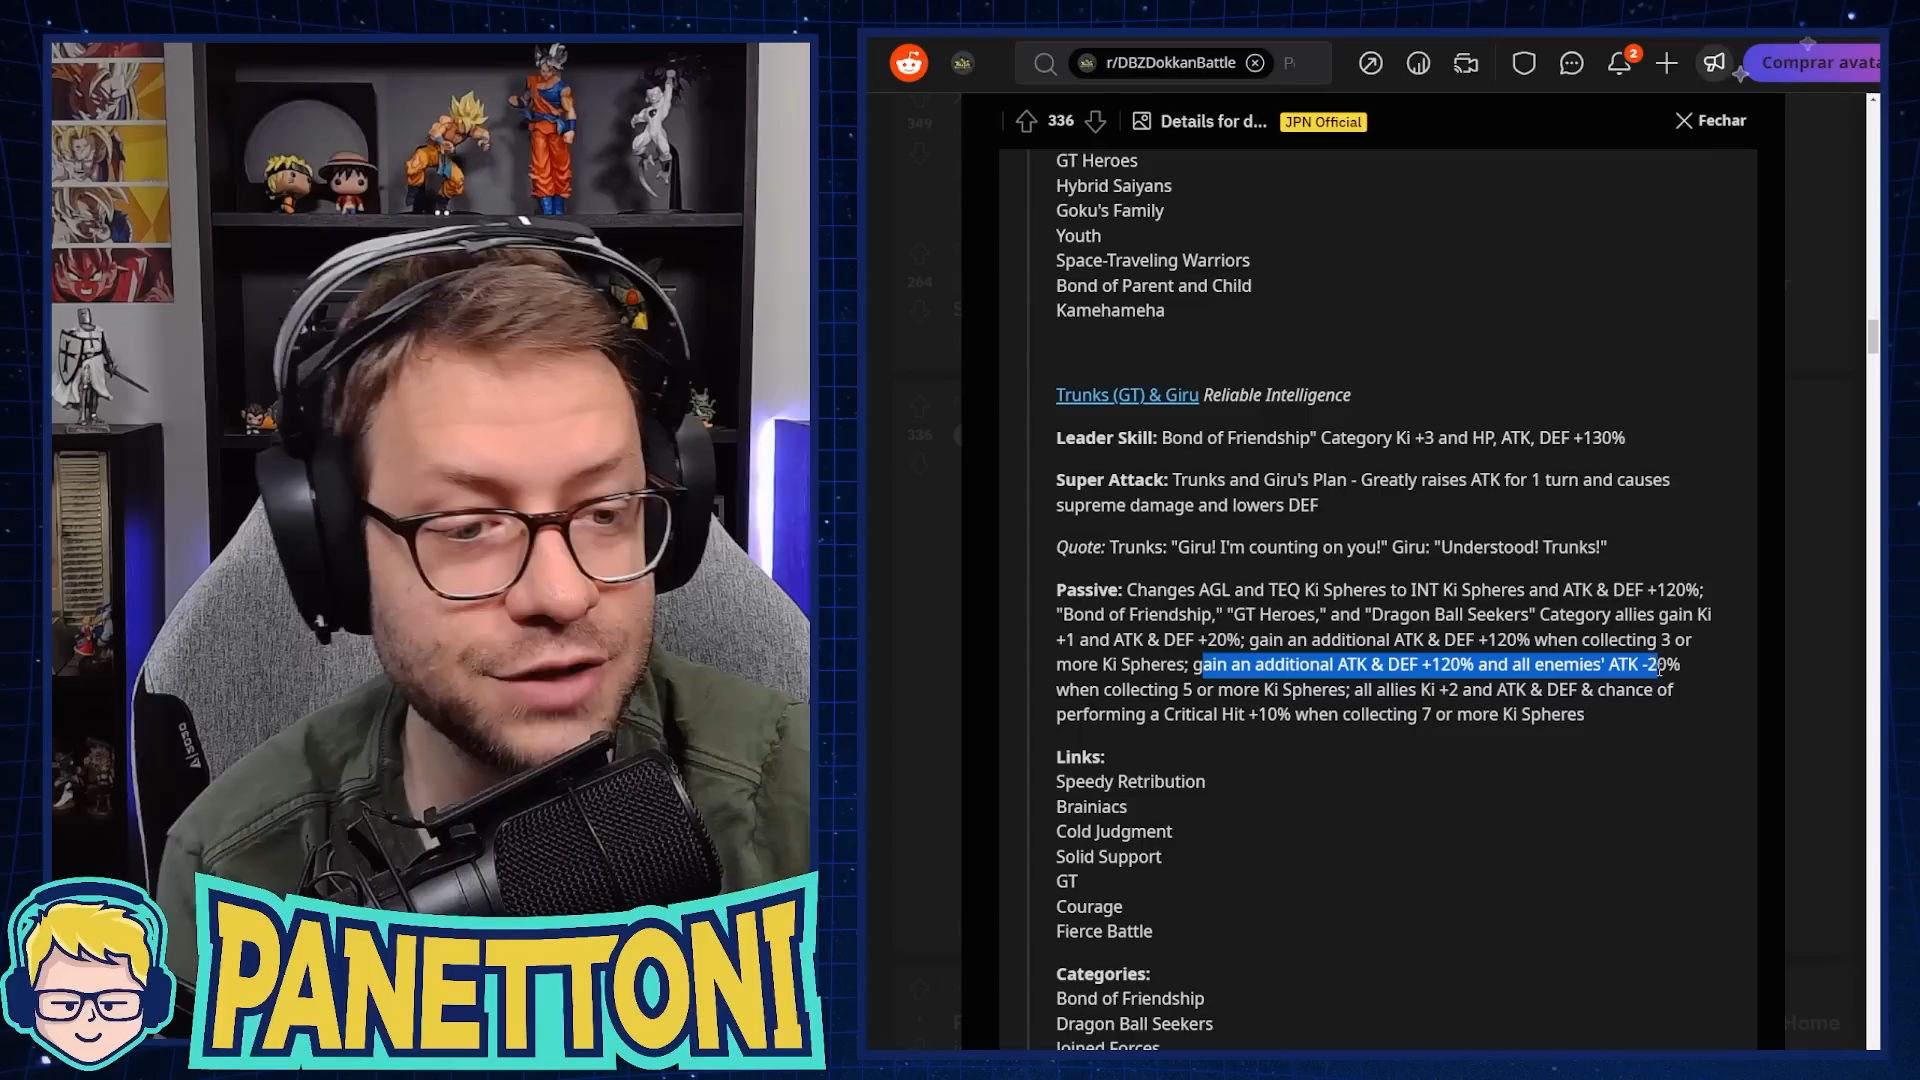 r/DBZDokkanBattle
2
Comprar avata
349
336
Details for d...
JPN Official
Fechar
GT Heroes
Hybrid Saiyans
Goku's Family
Youth
Space-Traveling Warriors
264
Bond of Parent and Child
Kamehameha
Trunks (GT) & Giru Reliable Intelligence
336
Leader Skill: Bond of Friendship" Category Ki +3 and HP, ATK, DEF +130%
Super Attack: Trunks and Giru's Plan - Greatly raises ATK for 1 turn and causes
supreme damage and lowers DEF
Quote: Trunks: "Giru! I'm counting on you!" Giru: "Understood! Trunks!"
Passive: Changes AGL and TEQ Ki Spheres to INT Ki Spheres and ATK & DEF +120%;
"Bond of Friendship," "GT Heroes," and "Dragon Ball Seekers" Category allies gain Ki
+1 and ATK & DEF +20%; gain an additional ATK & DEF +120% when collecting 3 or
more Ki Spheres; gain an additional ATK & DEF +120% and all enemies' ATK -20%
when collecting 5 or more Ki Spheres; all allies Ki +2 and ATK & DEF & chance of
performing a Critical Hit +10% when collecting 7 or more Ki Spheres
Links:
Speedy Retribution
Brainiacs
Cold Judgment
Solid Support
GT
Courage
Fierce Battle
Categories:
Bond of Friendship
Dragon Ball Seekers
Joined Forces
Home
PANETTONI